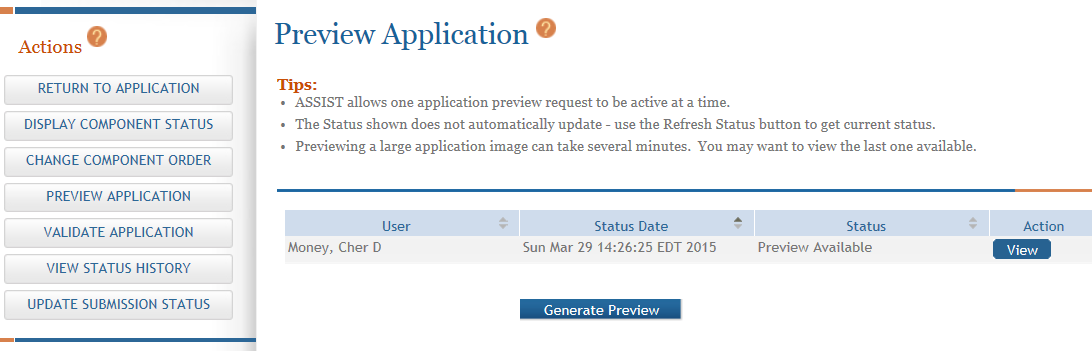 Actions ?
RETURN TO APPLICATION
DISPLAY COMPONENT STATUS
CHANGE COMPONENT ORDER
PREVIEW APPLICATION
VALIDATE APPLICATION
VIEW STATUS HISTORY
UPDATE SUBMISSION STATUS
Preview Application ?
Tips:
• ASSIST allows one application preview request to be active at a time.
• The Status shown does not automatically update - use the Refresh Status button to get current status.
• Previewing a large application image can take several minutes.  You may want to view the last one available.
User Status Date Status Action
Money, Cher D Sun Mar 29 14:26:25 EDT 2015 Preview Available View
Generate Preview